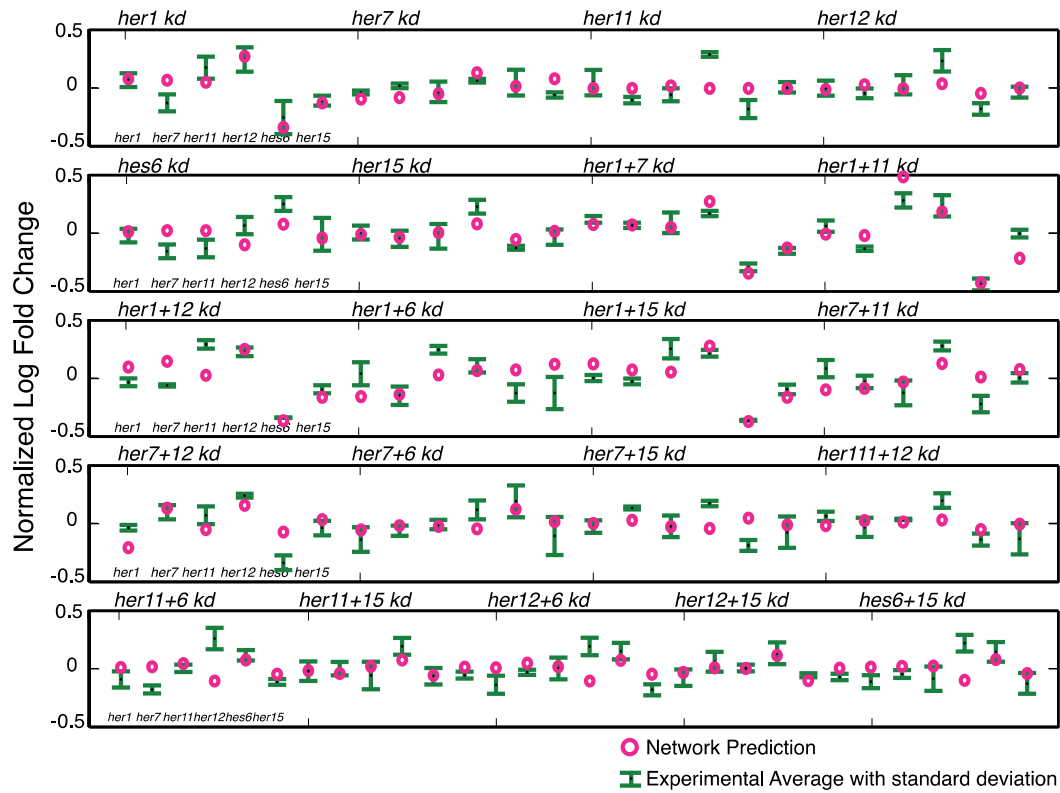 her1 kd her7 kd her11 kd her12 kd
0.5
0
-0.5
her1 her7 her11 her12 hes6 her15
hes6 kd her15 kd her1+7 kd her1+11 kd
0.5
0
-0.5
her1 her7 her11 her12 hes6 her15
her1+12 kd her1+6 kd her1+15 kd her7+11 kd
0.5
0
-0.5
her1 her7 her11 her12 hes6 her15
her7+12 kd her7+6 kd her7+15 kd her111+12 kd
0.5
0
-0.5
her1 her7 her11 her12 hes6 her15
her11+6 kd her11+15 kd her12+6 kd her12+15 kd hes6+15 kd
0.5
0
-0.5
her1 her7 her11 her12 hes6 her15
Normalized Log Fold Change
Network Prediction
Experimental Average with standard deviation